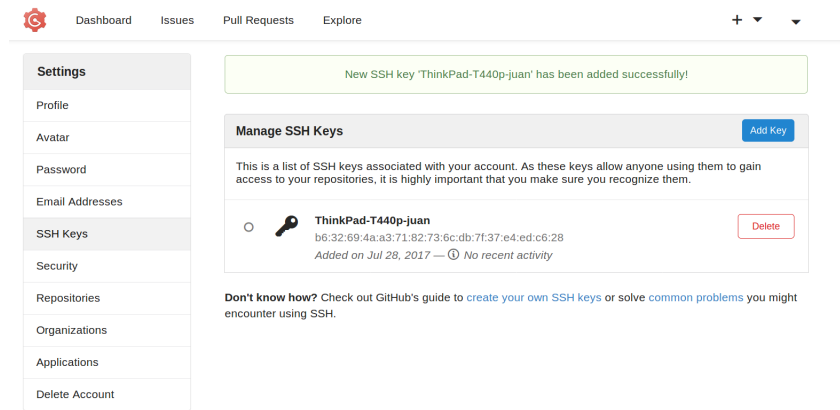 Dashboard Issues Pull Requests Explore
Settings
Profile
Avatar
Password
Email Addresses
SSH Keys
Security
Repositories
Organizations
Applications
Delete Account
New SSH key 'ThinkPad-T440p-juan' has been added successfully!
Manage SSH Keys Add Key
This is a list of SSH keys associated with your account. As these keys allow anyone using them to gain
access to your repositories, it is highly important that you make sure you recognize them.
ThinkPad-T440p-juan
Delete
b6:32:69:4a:a3:71:82:73:6c:db:7f:37:e4:ed:c6:28
Added on Jul 28, 2017 — No recent activity
Don't know how? Check out GitHub's guide to create your own SSH keys or solve common problems you might
encounter using SSH.